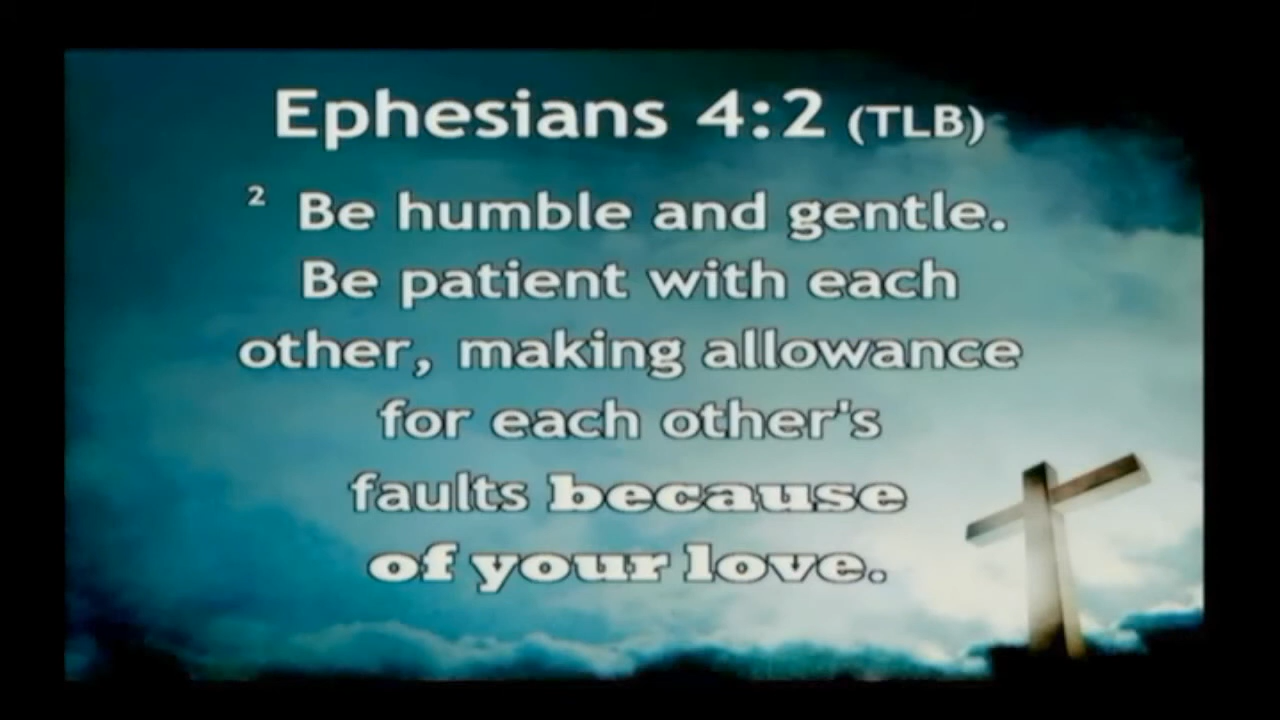 Ephesians 4:2 (TLB)
² Be humble and gentle.
Be patient with each
other, making allowance
for each other's
faults because
of your love.